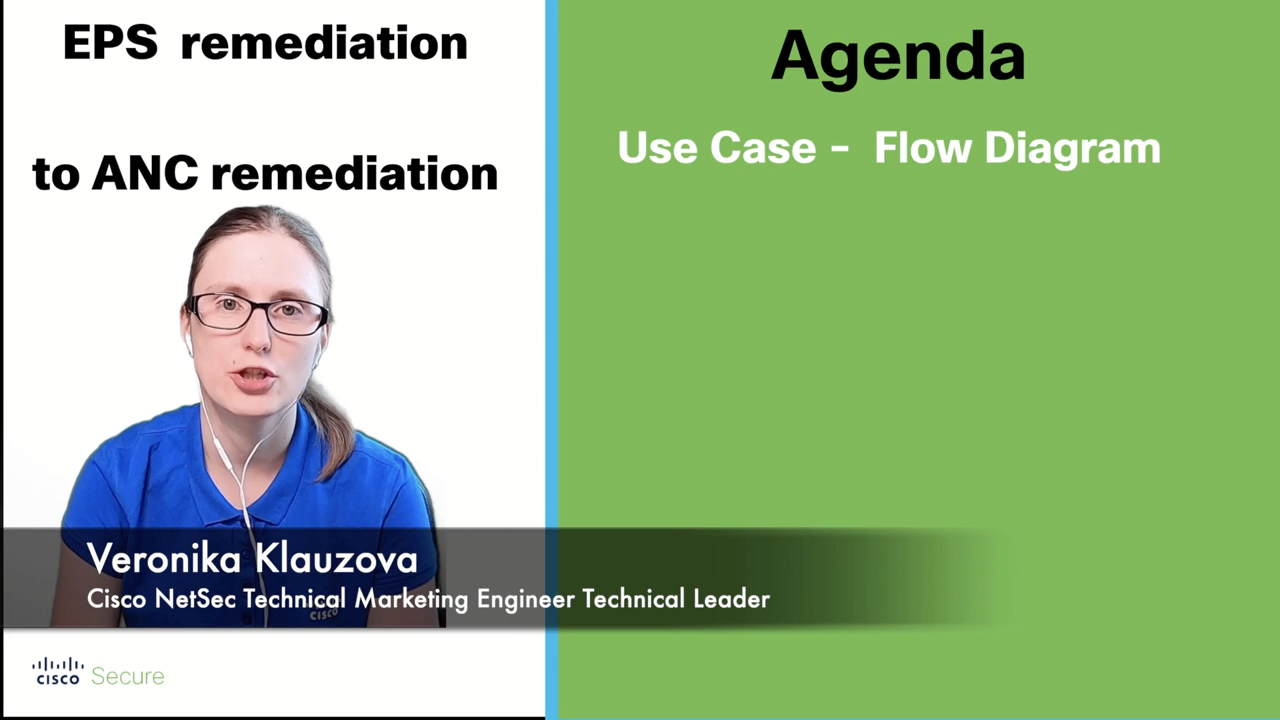 EPS remediation
to ANC remediation
Agenda
Use Case - Flow Diagram
Veronika Klauzova
Cisco NetSec Technical Marketing Engineer Technical Leader
CISCO
CISCO Secure